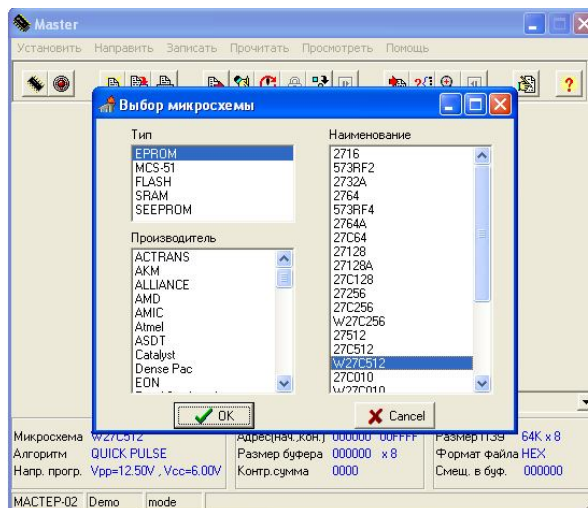 Master
Установить Направить Записать Прочитать Просмотреть Помощь
Выбор микросхемы
Тип
EPROM
MCS-51
FLASH
SRAM
SEEPROM
Производитель
ACTRANS
AKM
ALLIANCE
AMD
AMIC
Atmel
ASDT
Catalyst
Dense Pac
EON
Наименование
2716
573RF2
2732A
2764
573RF4
2764A
27C64
27128
27128A
27C128
27256
27C256
W27C256
27512
27C512
W27C512
27C010
W27C010
OK
Cancel
Микросхема W27C512 Адрес(нач.,кон.) 000000 00FFFF Размер ПЗУ 64K x 8
Алгоритм QUICK PULSE Размер буфера 000000 x 8 Формат файла HEX
Напр. прогр. Vpp=12.50V , Vcc=6.00V Контр.сумма 0000 Смещ. в буф. 000000
МАСТЕР-02 Demo mode